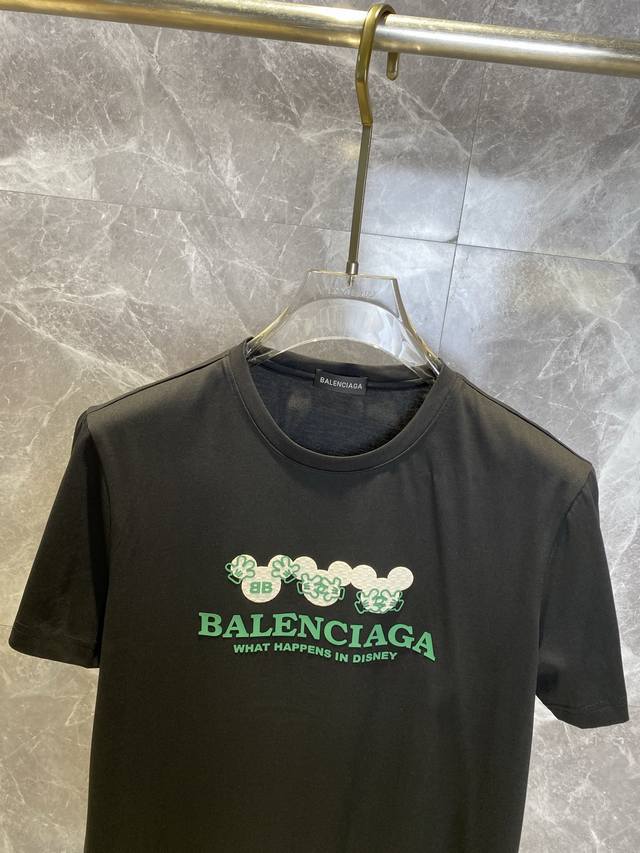 BALENCIAGA
BB
BALENCIAGA
WHAT HAPPENS IN DISNEY